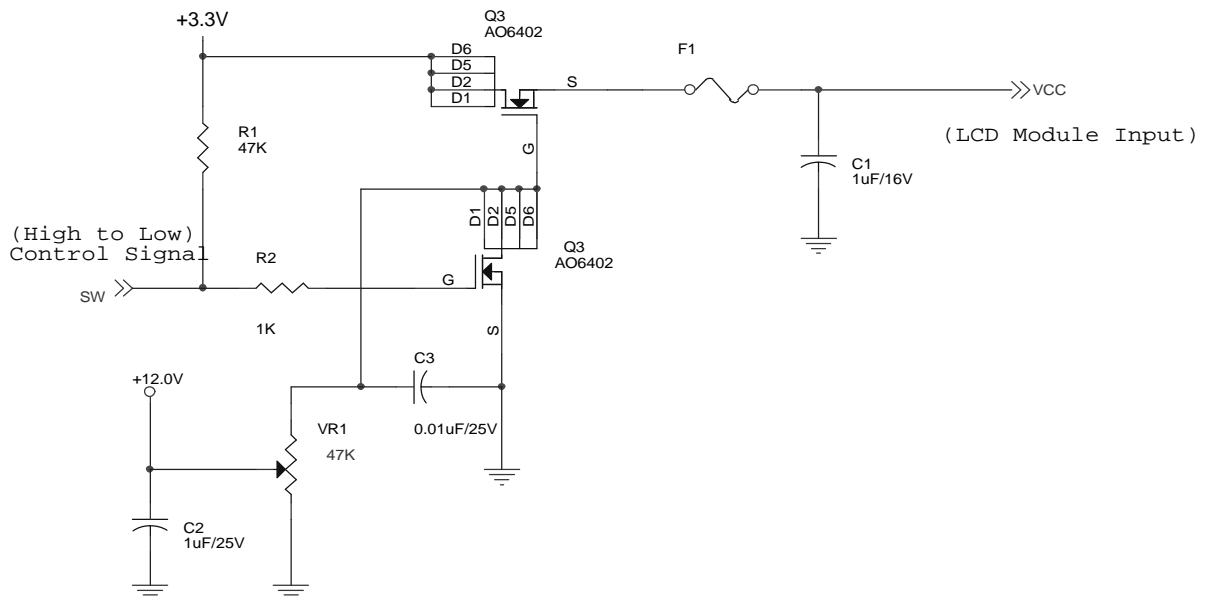 Q3
AO6402
+3.3V
F1
D6
D5
D2
D1
S
VCC
(LCD Module Input)
R1
47K
G
C1
1uF/16V
D1
D2
D5
D6
(High to Low)
Control Signal
Q3
AO6402
R2
G
SW
1K
S
C3
+12.0V
VR1
47K
0.01uF/25V
C2
1uF/25V